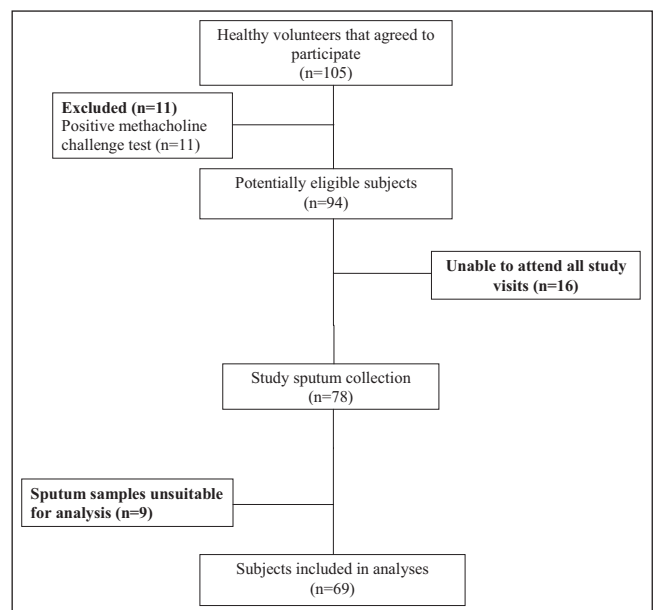 Healthy volunteers that agreed to
participate
(n=105)
Excluded (n=11)
Positive methacholine
challenge test (n=11)
Potentially eligible subjects
(n=94)
Unable to attend all study
visits (n=16)
Study sputum collection
(n=78)
Sputum samples unsuitable
for analysis (n=9)
Subjects included in analyses
(n=69)